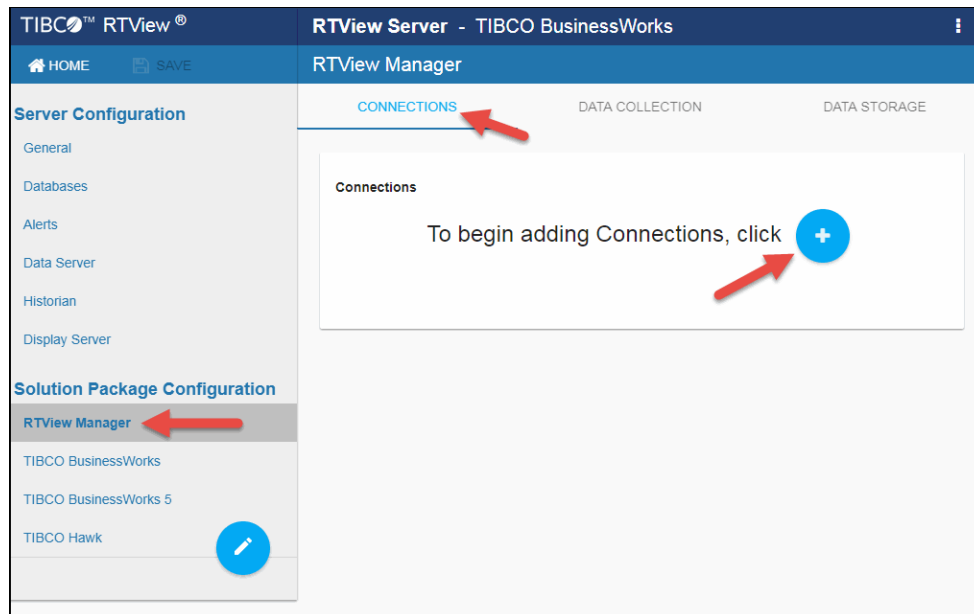 TIBCO™ RTView ®
RTView Server - TIBCO BusinessWorks
HOME
SAVE
RTView Manager
CONNECTIONS
DATA COLLECTION
DATA STORAGE
Server Configuration
General
Databases
Alerts
Data Server
Historian
Display Server
Solution Package Configuration
RTView Manager
TIBCO BusinessWorks
TIBCO BusinessWorks 5
TIBCO Hawk
Connections
To begin adding Connections, click